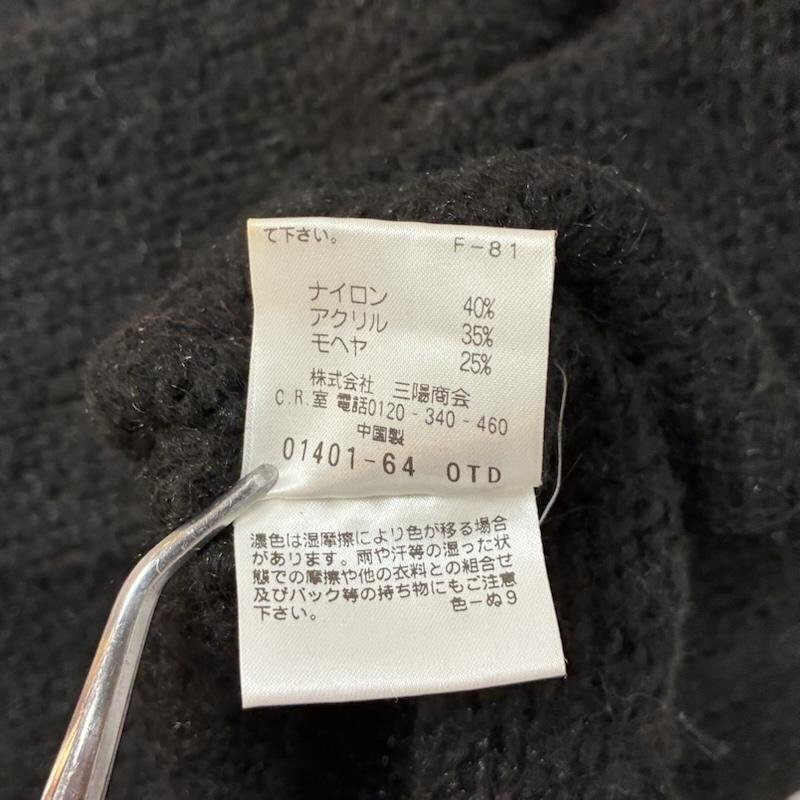 て下さい。 F-81
ナイロン 40%
アクリル 35%
モヘヤ 25%
株式会社 三陽商会
C.R.室 電話0120-340-460
中国製
01401-64 OTD
濃色は湿摩擦により色が移る場合
があります。雨や汗等の湿った状
態での摩擦や他の衣料との組合せ
及びバック等の持ち物にもご注意
下さい。 色ーぬ9